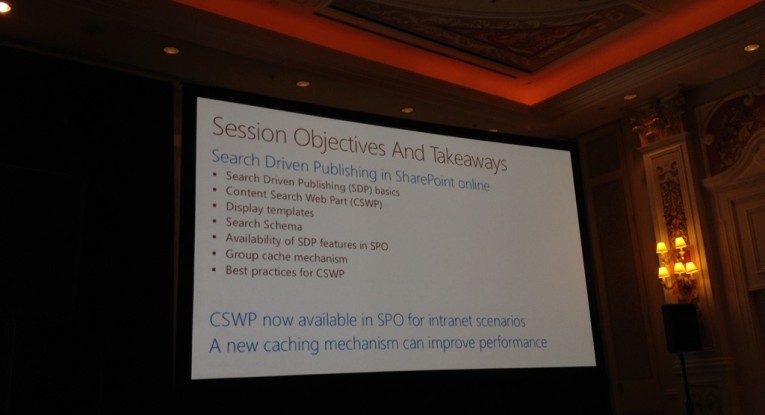 Session Objectives And Takeaways
Search Driven Publishing in SharePoint online
▪ Search Driven Publishing (SDP) basics
▪ Content Search Web Part (CSWP)
▪ Display templates
▪ Search Schema
▪ Availability of SDP features in SPO
▪ Group cache mechanism
▪ Best practices for CSWP
CSWP now available in SPO for intranet scenarios
A new caching mechanism can improve performance